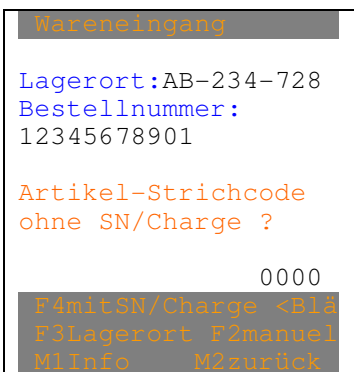 Wareneingang
Lagerort:AB-234-728
Bestellnummer:
12345678901
Artikel-Strichcode
ohne SN/Charge ?
0000
F4mitSN/Charge <Blä
F3Lagerort F2manuel
M1Info M2zurück